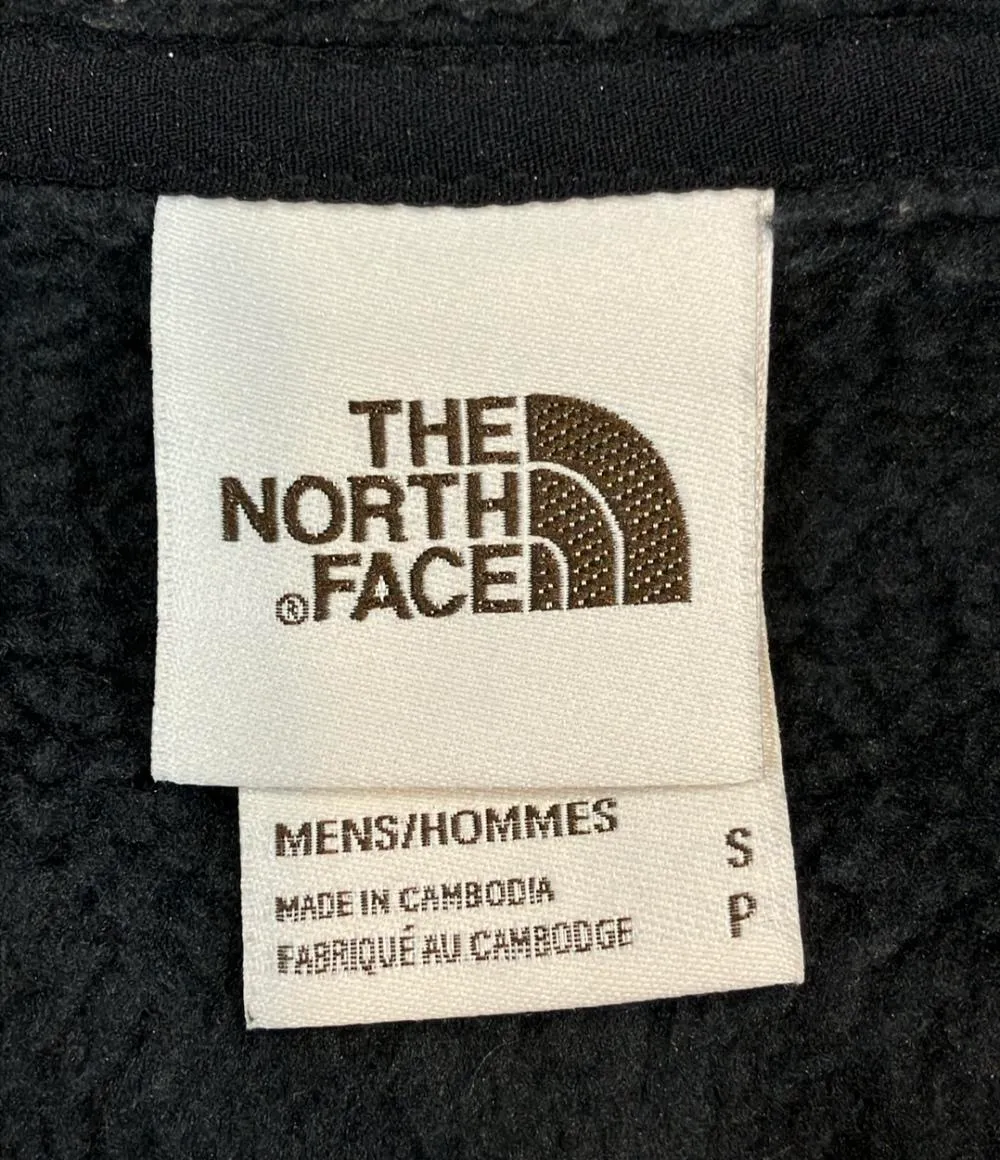 THE
NORTH
®FACE
MENS/HOMMES S
MADE IN CAMBODIA
FABRIQUÉ AU CAMBODGE P